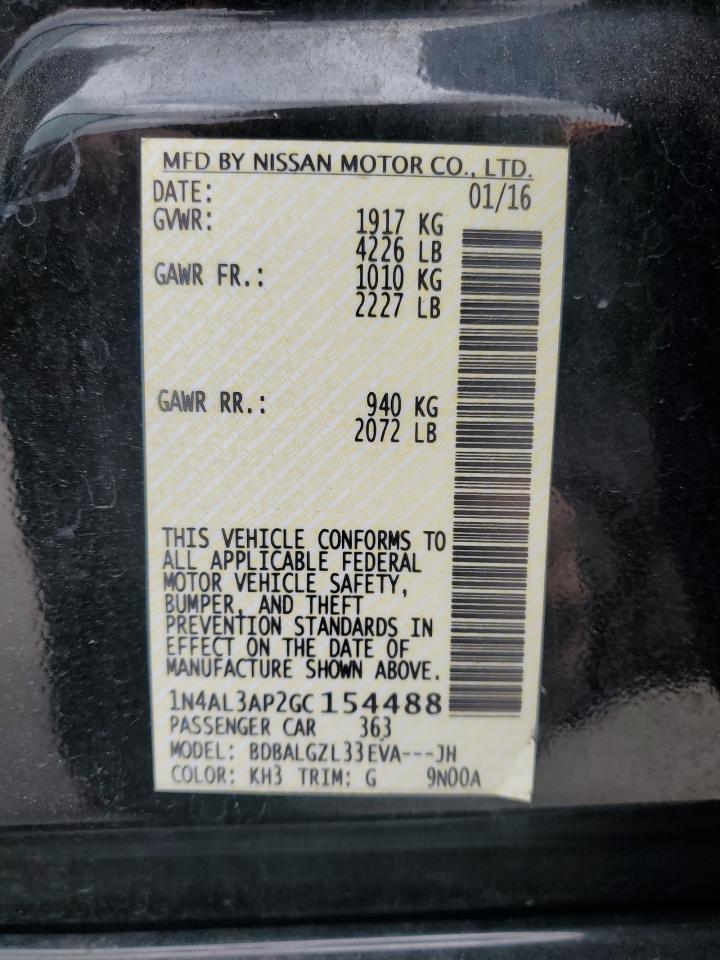 MFD BY NISSAN MOTOR CO., LTD.
DATE: 01/16
GVWR: 1917 KG
4226 LB
GAWR FR.: 1010 KG
2227 LB
GAWR RR.: 940 KG
2072 LB
THIS VEHICLE CONFORMS TO
ALL APPLICABLE FEDERAL
MOTOR VEHICLE SAFETY,
BUMPER, AND THEFT
PREVENTION STANDARDS IN
EFFECT ON THE DATE OF
MANUFACTURE SHOWN ABOVE.
1N4AL3AP2GC154488
PASSENGER CAR 363
MODEL: BDBALGZL33EVA---JH
COLOR: KH3 TRIM: G 9N00A